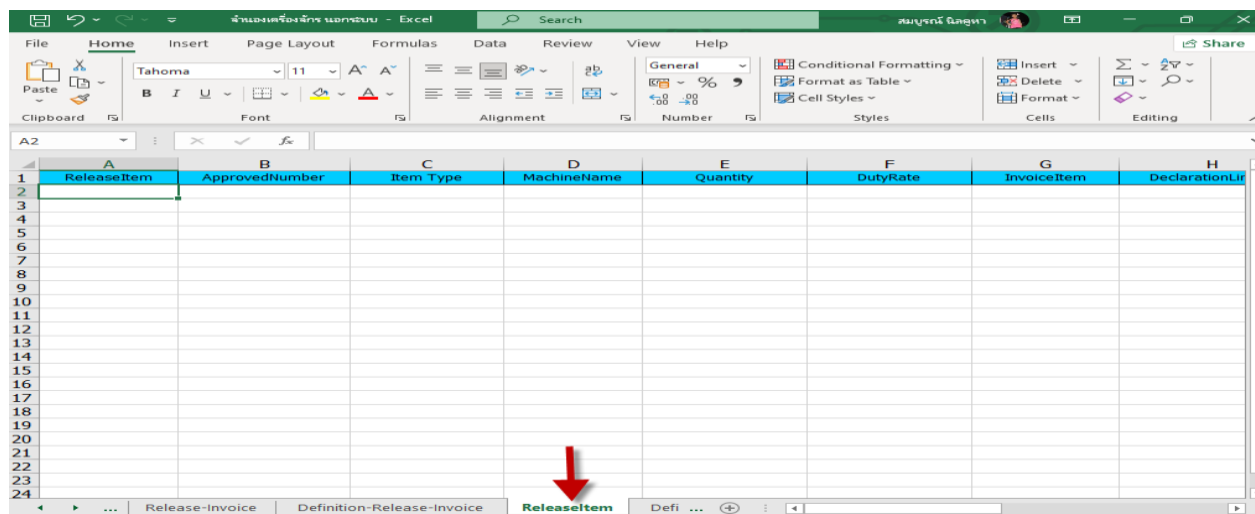 จำนองเครื่องจักร นอกระบบ - Excel Search สมบูรณ์ นิลคูหา
File Home Insert Page Layout Formulas Data Review View Help Share
Paste Tahoma 11 A A ab General Conditional Formatting Insert
B I U A % Format as Table Delete
Cell Styles Format
Clipboard Font Alignment Number Styles Cells Editing
A2 fx
A B C D E F G H
1 ReleaseItem ApprovedNumber Item Type MachineName Quantity DutyRate InvoiceItem DeclarationLin
2
3
4
5
6
7
8
9
10
11
12
13
14
15
16
17
18
19
20
21
22
23
24
... Release-Invoice Definition-Release-Invoice ReleaseItem Defi ...